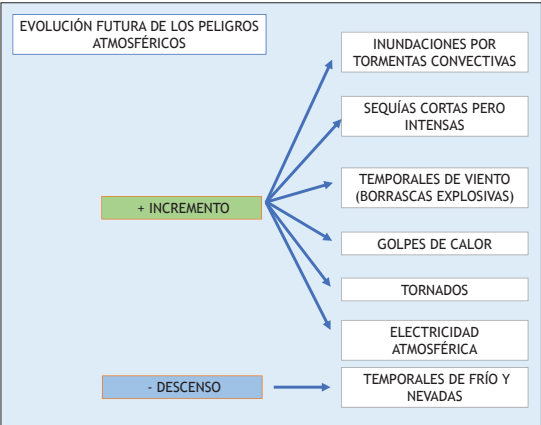 EVOLUCIÓN FUTURA DE LOS PELIGROS
ATMOSFÉRICOS
+ INCREMENTO
INUNDACIONES POR
TORMENTAS CONVECTIVAS
SEQUÍAS CORTAS PERO
INTENSAS
TEMPORALES DE VIENTO
(BORRASCAS EXPLOSIVAS)
GOLPES DE CALOR
TORNADOS
ELECTRICIDAD
ATMOSFÉRICA
- DESCENSO
TEMPORALES DE FRÍO Y
NEVADAS